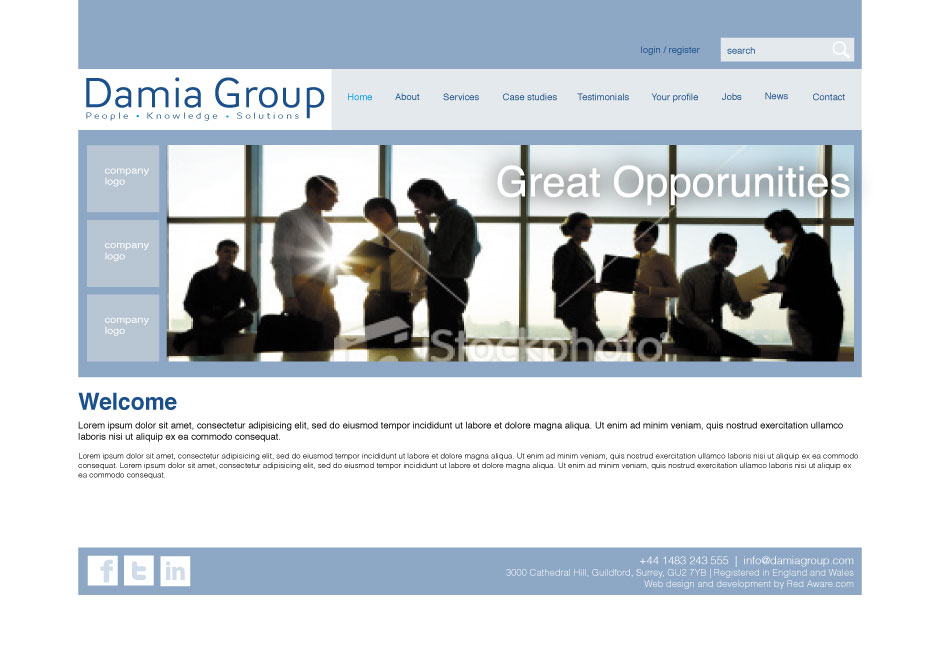 login / register
search
Damia Group
People • Knowledge • Solutions
Home About Services Case studies Testimonials Your profile Jobs News Contact
company
logo
company
logo
company
logo
Great Opporunities
iStockphoto
Welcome
Lorem ipsum dolor sit amet, consectetur adipisicing elit, sed do eiusmod tempor incididunt ut labore et dolore magna aliqua. Ut enim ad minim veniam, quis nostrud exercitation ullamco
laboris nisi ut aliquip ex ea commodo consequat.
Lorem ipsum dolor sit amet, consectetur adipisicing elit, sed do eiusmod tempor incididunt ut labore et dolore magna aliqua. Ut enim ad minim veniam, quis nostrud exercitation ullamco laboris nisi ut aliquip ex ea commodo
consequat. Lorem ipsum dolor sit amet, consectetur adipisicing elit, sed do eiusmod tempor incididunt ut labore et dolore magna aliqua. Ut enim ad minim veniam, quis nostrud exercitation ullamco laboris nisi ut aliquip ex
ea commodo consequat.
f t in
+44 1483 243 555 | info@damiagroup.com
3000 Cathedral Hill, Guildford, Surrey, GU2 7YB | Registered in England and Wales
Web design and development by Red Aware.com